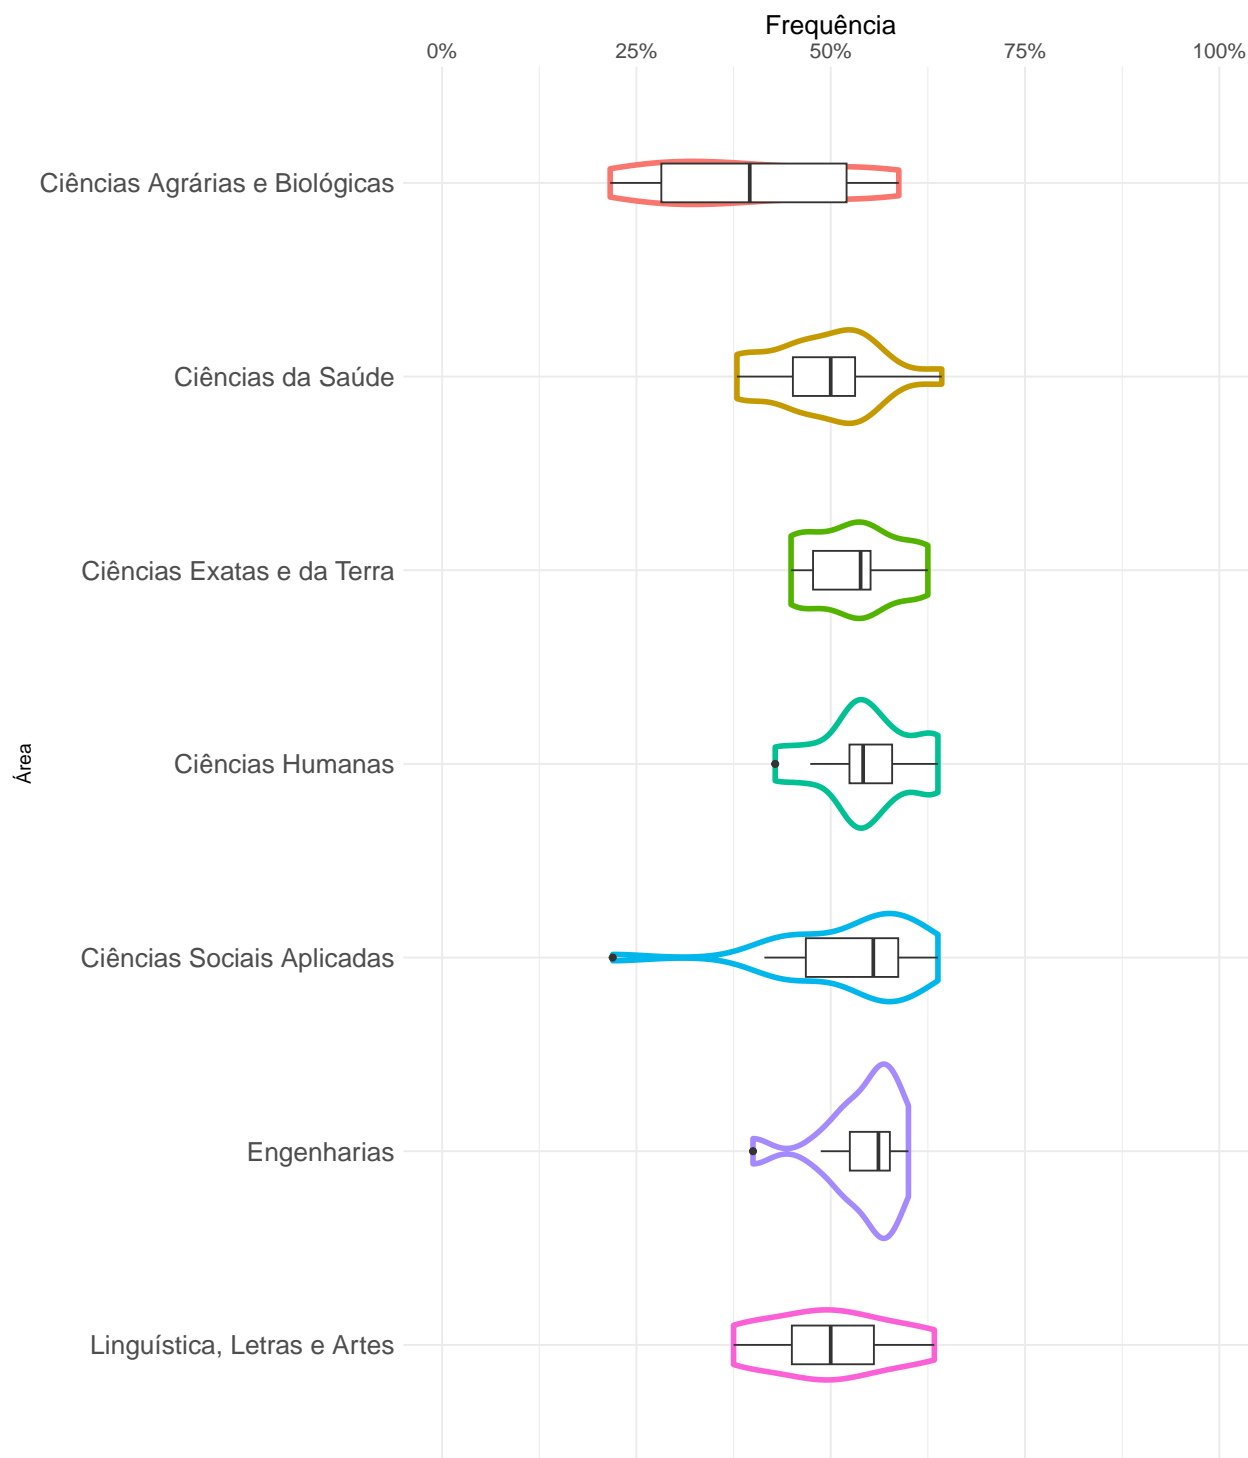 Frequência
0% 25% 50% 75% 100%
Ciências Agrárias e Biológicas
Ciências da Saúde
Ciências Exatas e da Terra
Ciências Humanas
Área
Ciências Sociais Aplicadas
Engenharias
Linguística, Letras e Artes